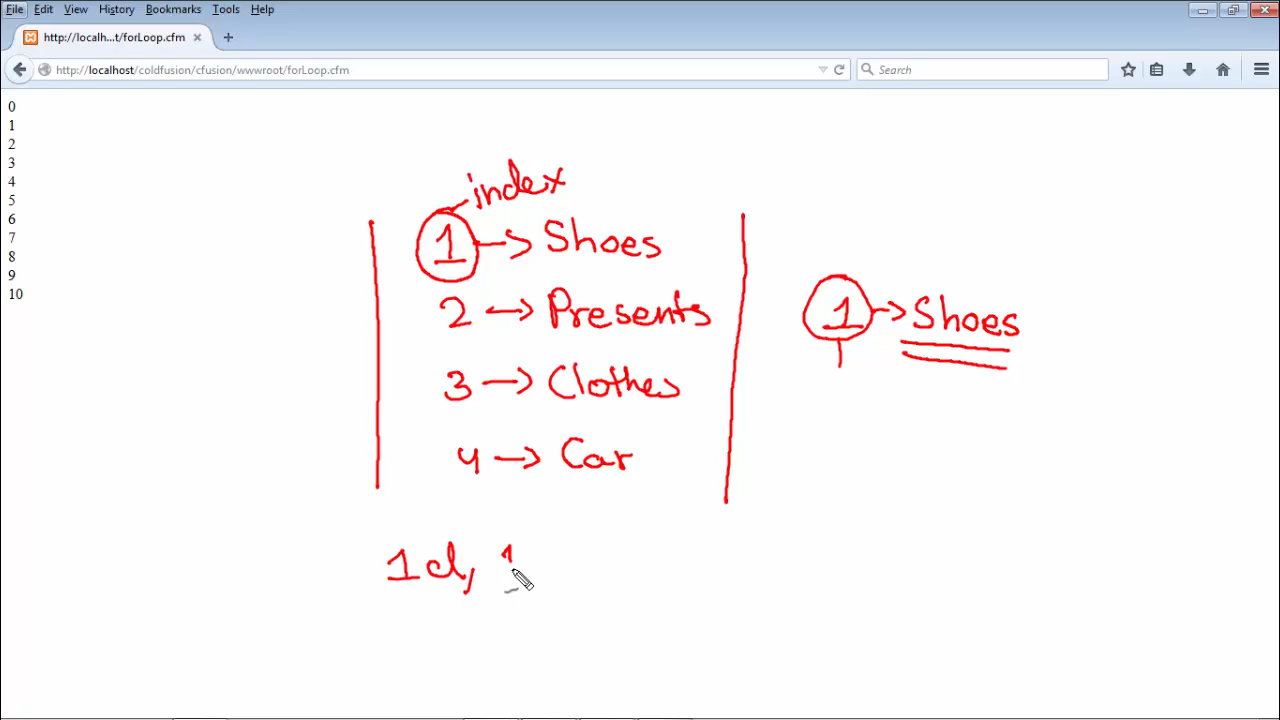 File Edit View History Bookmarks Tools Help
http://localh...t/forLoop.cfm
http://localhost/coldfusion/cfusion/wwwroot/forLoop.cfm
Search
0
1
2
3
4
5
6
7
8
9
10
index
1 → Shoes
2 → Presents
3 → Clothes
4 → Car
1 → Shoes
1d,